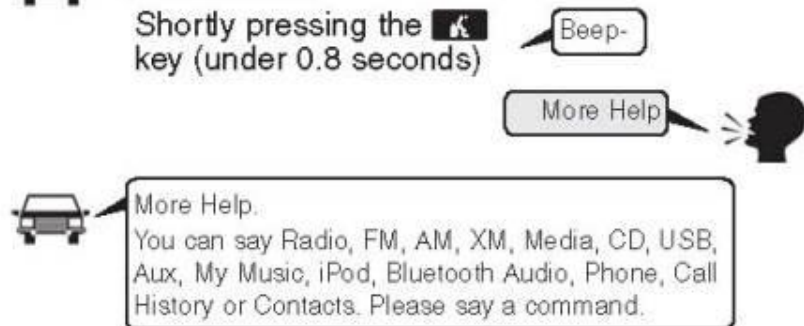 Shortly pressing the
key (under 0.8 seconds)
Beep-
More Help
More Help.
You can say Radio, FM, AM, XM, Media, CD, USB,
Aux, My Music, iPod, Bluetooth Audio, Phone, Call
History or Contacts. Please say a command.